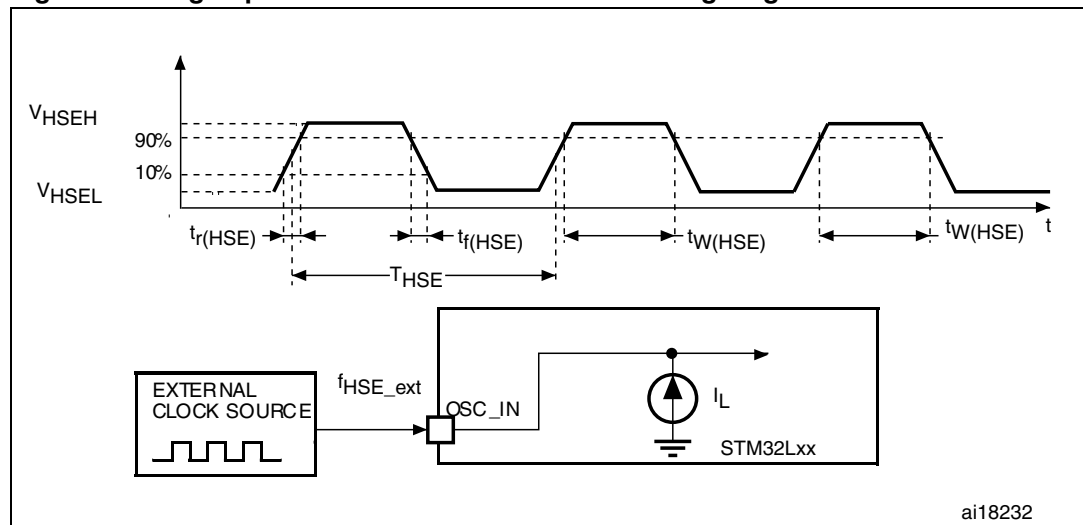 VHSEH
90%
10%
VHSEL
tr(HSE)
tf(HSE)
tW(HSE)
tW(HSE)
t
THSE
EXTERNAL
CLOCK SOURCE
fHSE_ext
OSC_IN
IL
STM32Lxx
ai18232